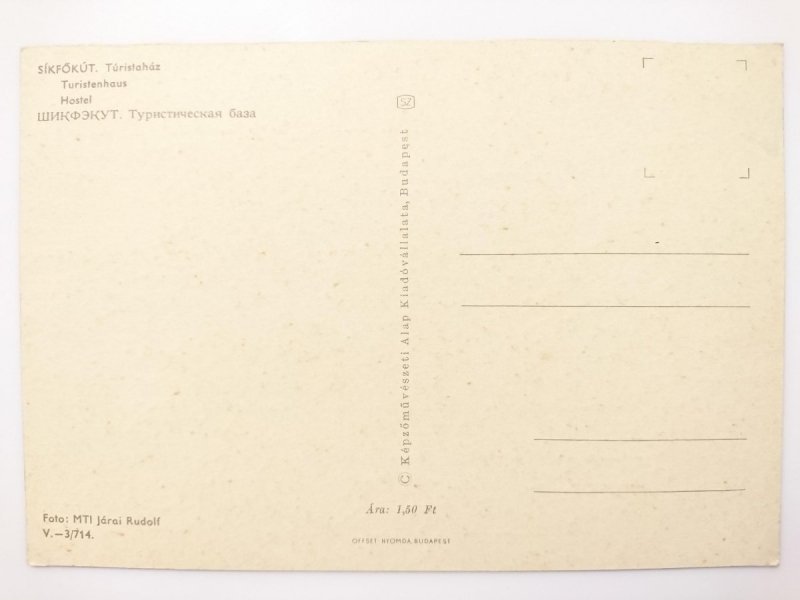 SÍKFŐKÚT. Túristaház
Turistenhaus
Hostel
ШИКФЭКУТ. Туристическая база
SZ
© Képzőművészeti Alap Kiadóvállalata, Budapest
Foto: MTI Járai Rudolf
V.—3/714.
Ára: 1,50 Ft
OFFSET NYOMDA, BUDAPEST